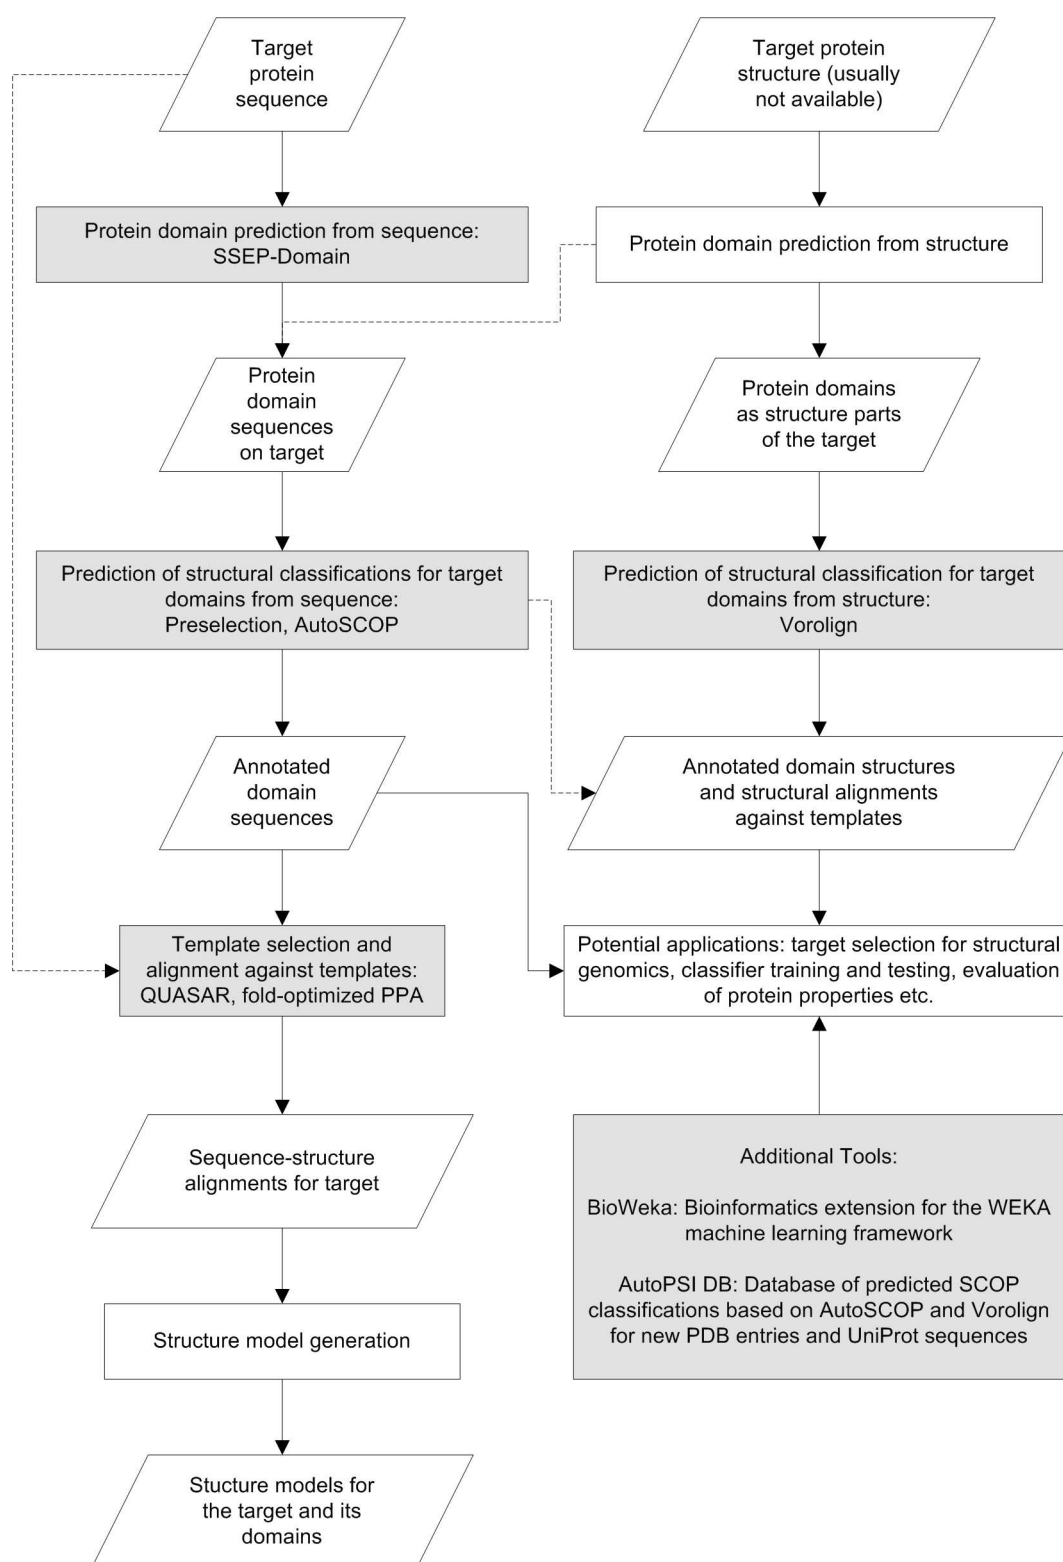 Target
protein
sequence
Target protein
structure (usually
not available)
Protein domain prediction from sequence:
SSEP-Domain
Protein domain prediction from structure
Protein
domain
sequences
on target
Protein domains
as structure parts
of the target
Prediction of structural classifications for target
domains from sequence:
Preselection, AutoSCOP
Prediction of structural classification for target
domains from structure:
Vorolign
Annotated
domain
sequences
Annotated domain structures
and structural alignments
against templates
Template selection and
alignment against templates:
QUASAR, fold-optimized PPA
Potential applications: target selection for structural
genomics, classifier training and testing, evaluation
of protein properties etc.
Sequence-structure
alignments for target
Additional Tools:
BioWeka: Bioinformatics extension for the WEKA
machine learning framework
AutoPSI DB: Database of predicted SCOP
classifications based on AutoSCOP and Vorolign
for new PDB entries and UniProt sequences
Structure model generation
Stucture models for
the target and its
domains